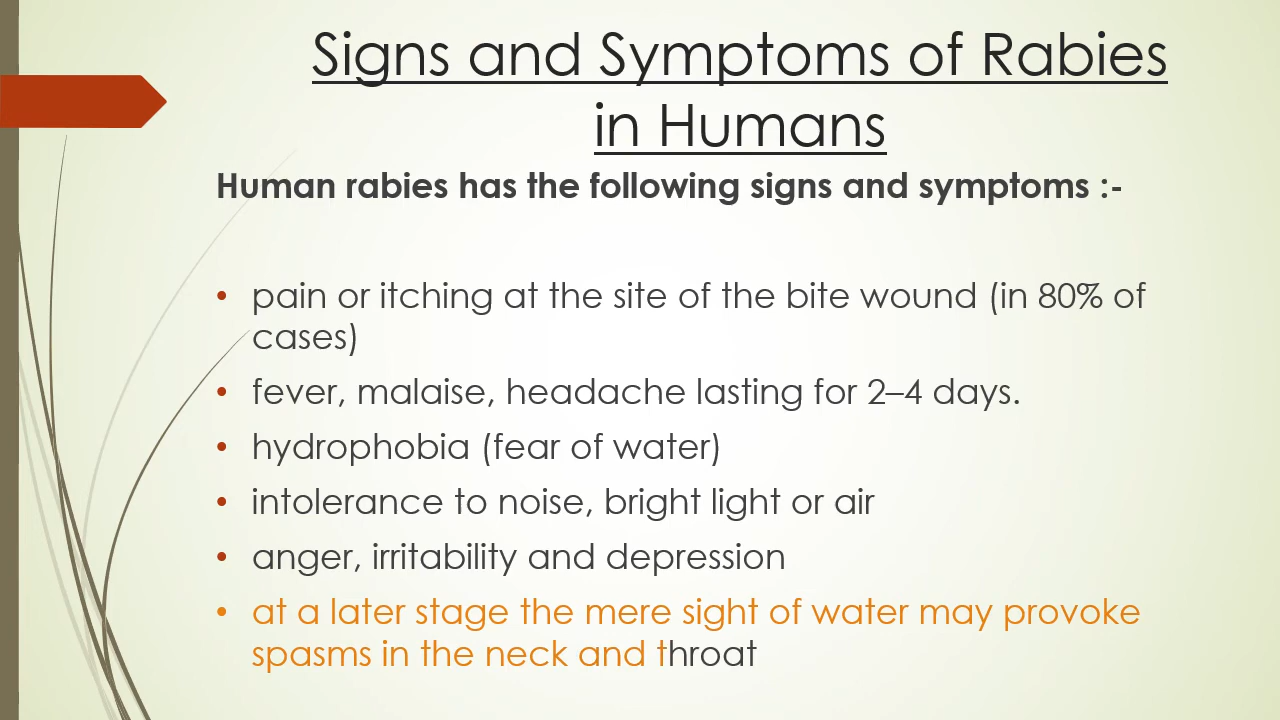 Signs and Symptoms of Rabies
in Humans
Human rabies has the following signs and symptoms :-
• pain or itching at the site of the bite wound (in 80% of
cases)
• fever, malaise, headache lasting for 2–4 days.
• hydrophobia (fear of water)
• intolerance to noise, bright light or air
• anger, irritability and depression
• at a later stage the mere sight of water may provoke
spasms in the neck and throat